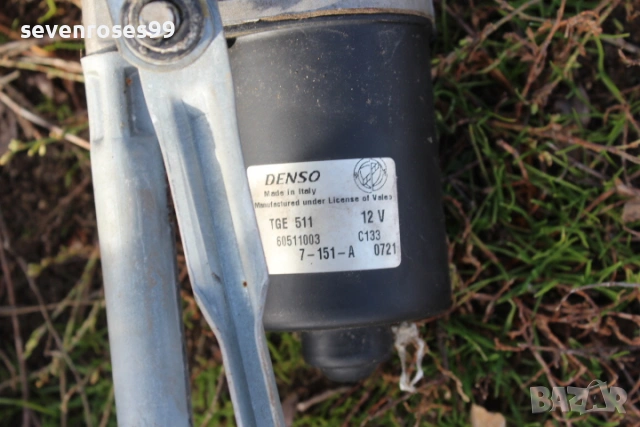 sevenroses99
DENSO
Made in Italy
Manufactured under License of Valeo
TGE 511 12 V
60511003 C133
7-151-A 0721
BAZAR